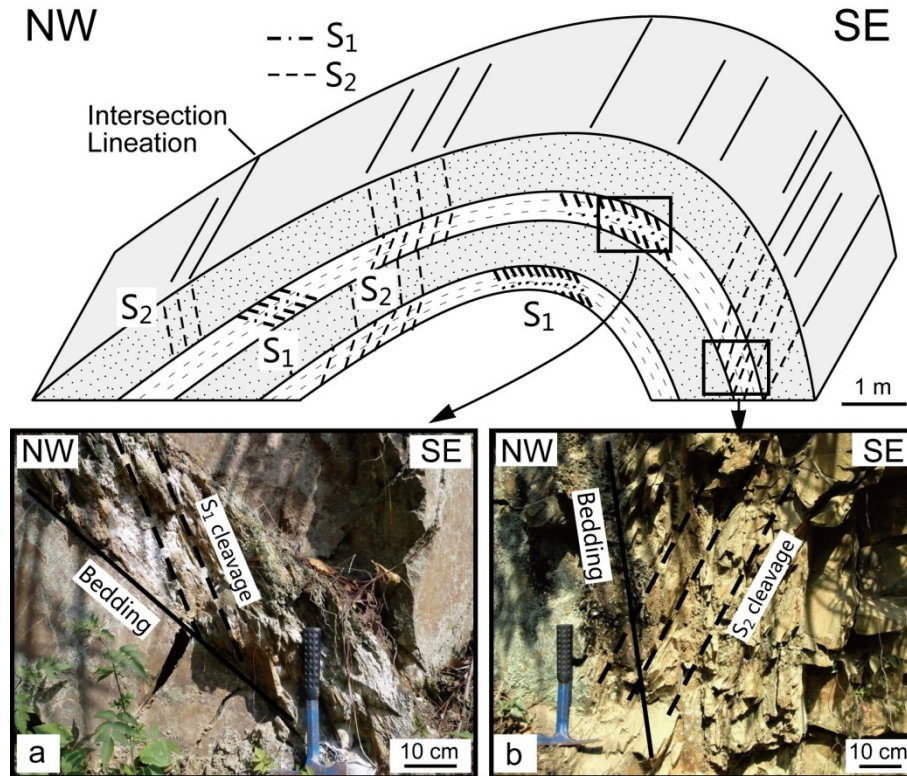 NW
SE
S₁
S₂
Intersection
Lineation
S₂
S₁
S₂
S₁
1 m
NW
SE
S₁ cleavage
Bedding
a
10 cm
NW
SE
Bedding
S₂ cleavage
b
10 cm